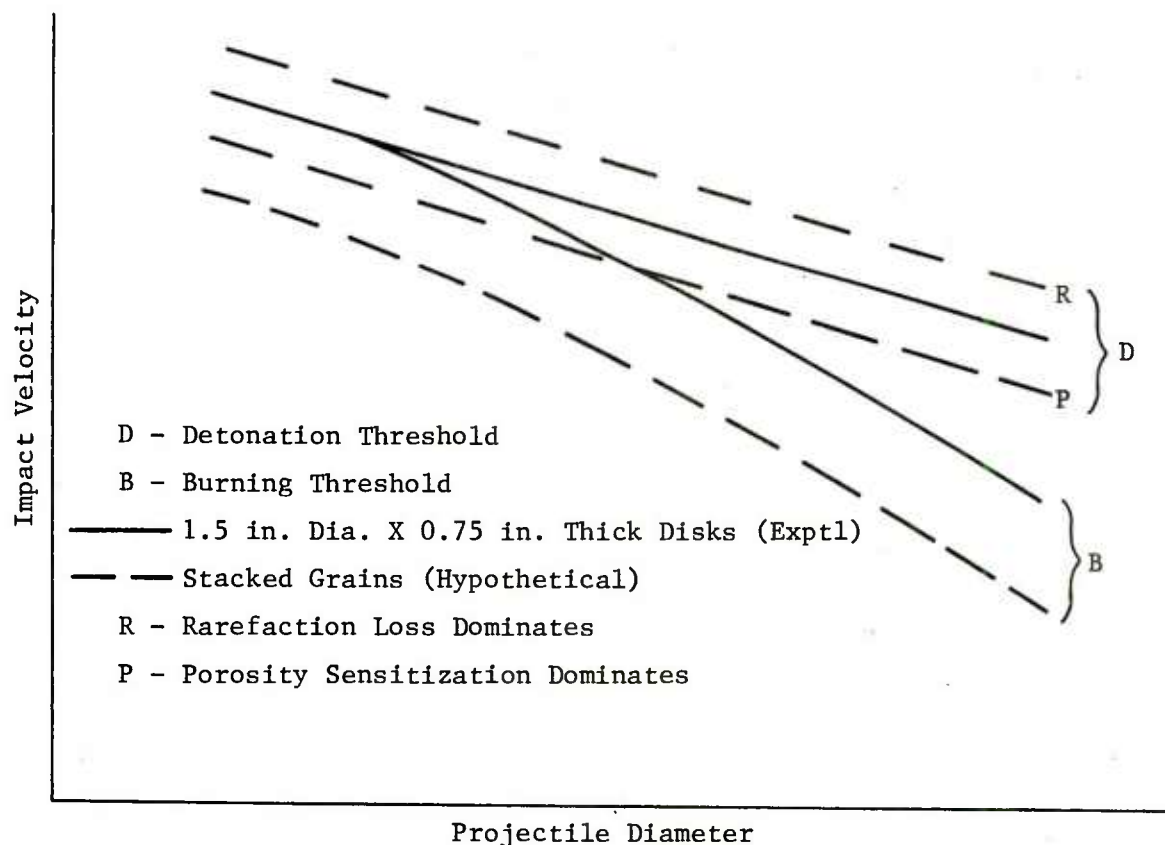 Impact Velocity
R
D
P
D - Detonation Threshold
B - Burning Threshold
1.5 in. Dia. X 0.75 in. Thick Disks (Exptl)
B
Stacked Grains (Hypothetical)
R - Rarefaction Loss Dominates
P - Porosity Sensitization Dominates
Projectile Diameter